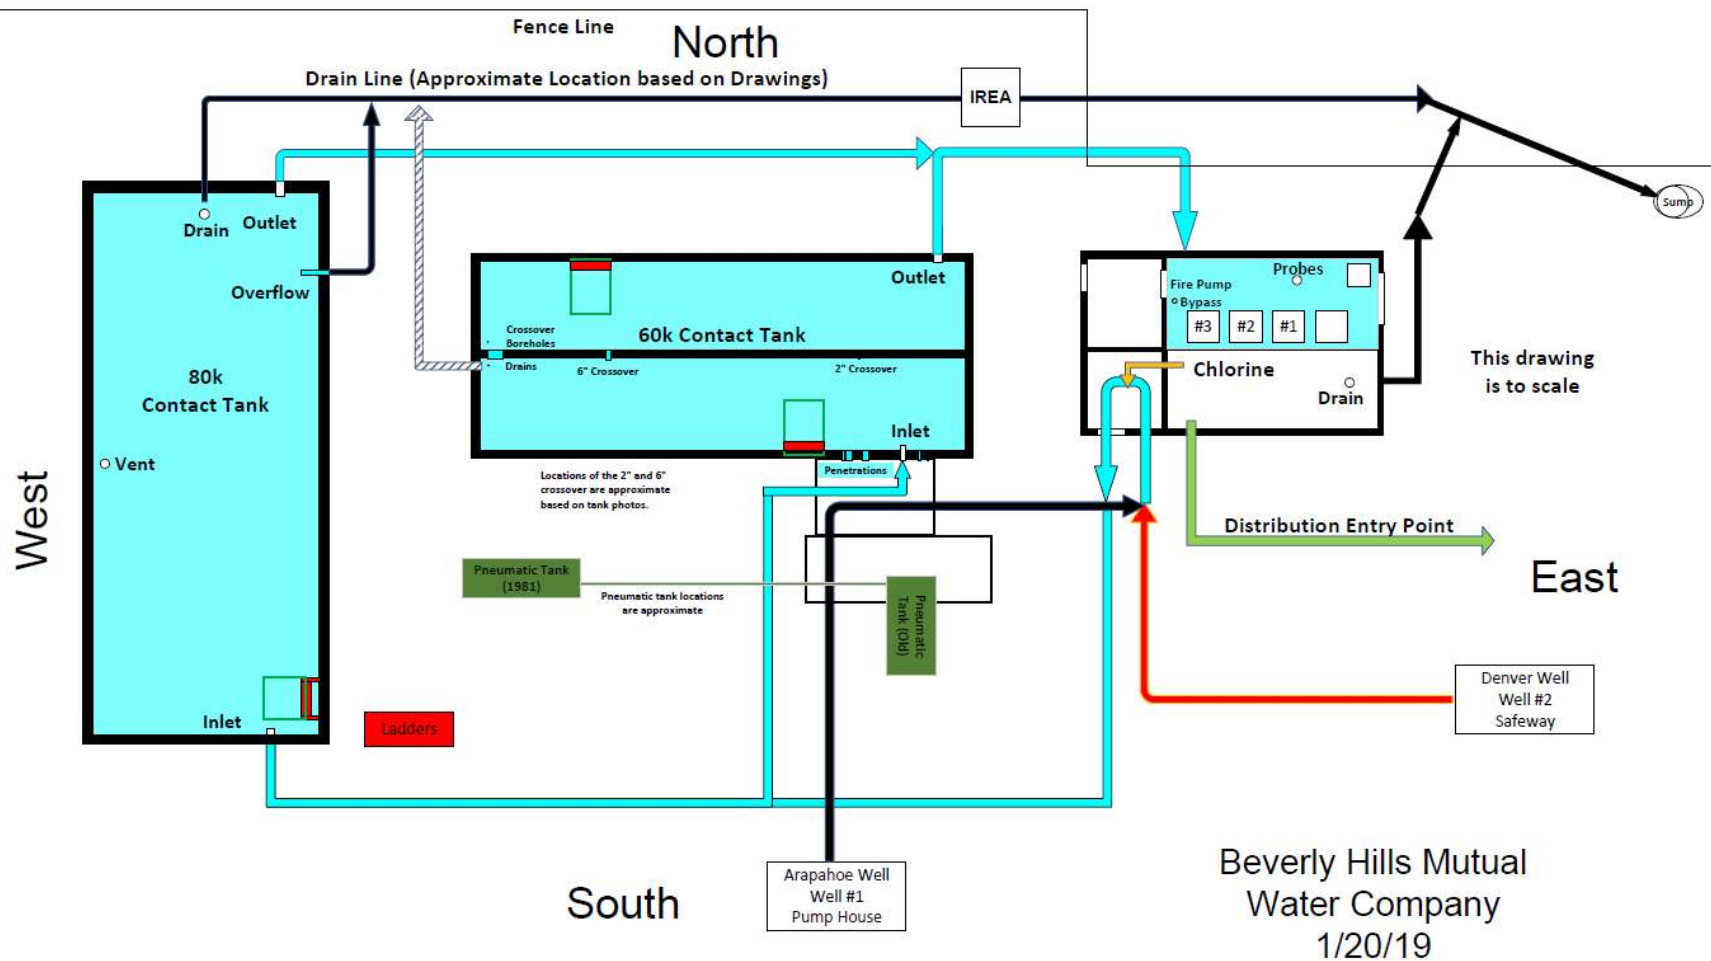 Fence Line
North
Drain Line (Approximate Location based on Drawings)
IREA
Sump
Drain
Outlet
Overflow
80k
Contact Tank
Vent
Inlet
West
Outlet
60k Contact Tank
Crossover
Boreholes
Drains
6" Crossover
2" Crossover
Inlet
Penetrations
Locations of the 2" and 6"
crossover are approximate
based on tank photos.
Probes
Fire Pump
Bypass
#3
#2
#1
Chlorine
Drain
This drawing
is to scale
Distribution Entry Point
East
Pneumatic Tank
(1981)
Pneumatic tank locations
are approximate
Pneumatic
Tank (Old)
Ladders
Denver Well
Well #2
Safeway
Arapahoe Well
Well #1
Pump House
South
Beverly Hills Mutual
Water Company
1/20/19